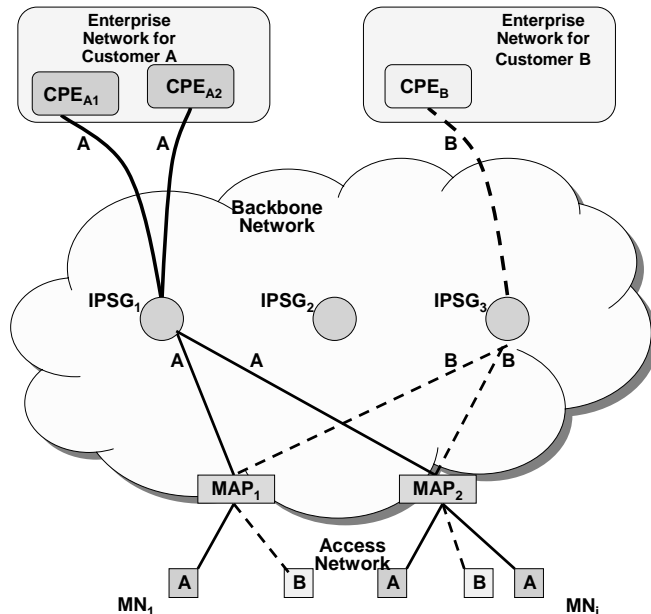 Enterprise
Network for
Customer A
Enterprise
Network for
Customer B
CPEA1
CPEA2
CPEB
A
A
B
Backbone
Network
IPSG1
IPSG2
IPSG3
A
A
B
B
MAP1
MAP2
Access
Network
A
B
A
B
A
MN1
MNi